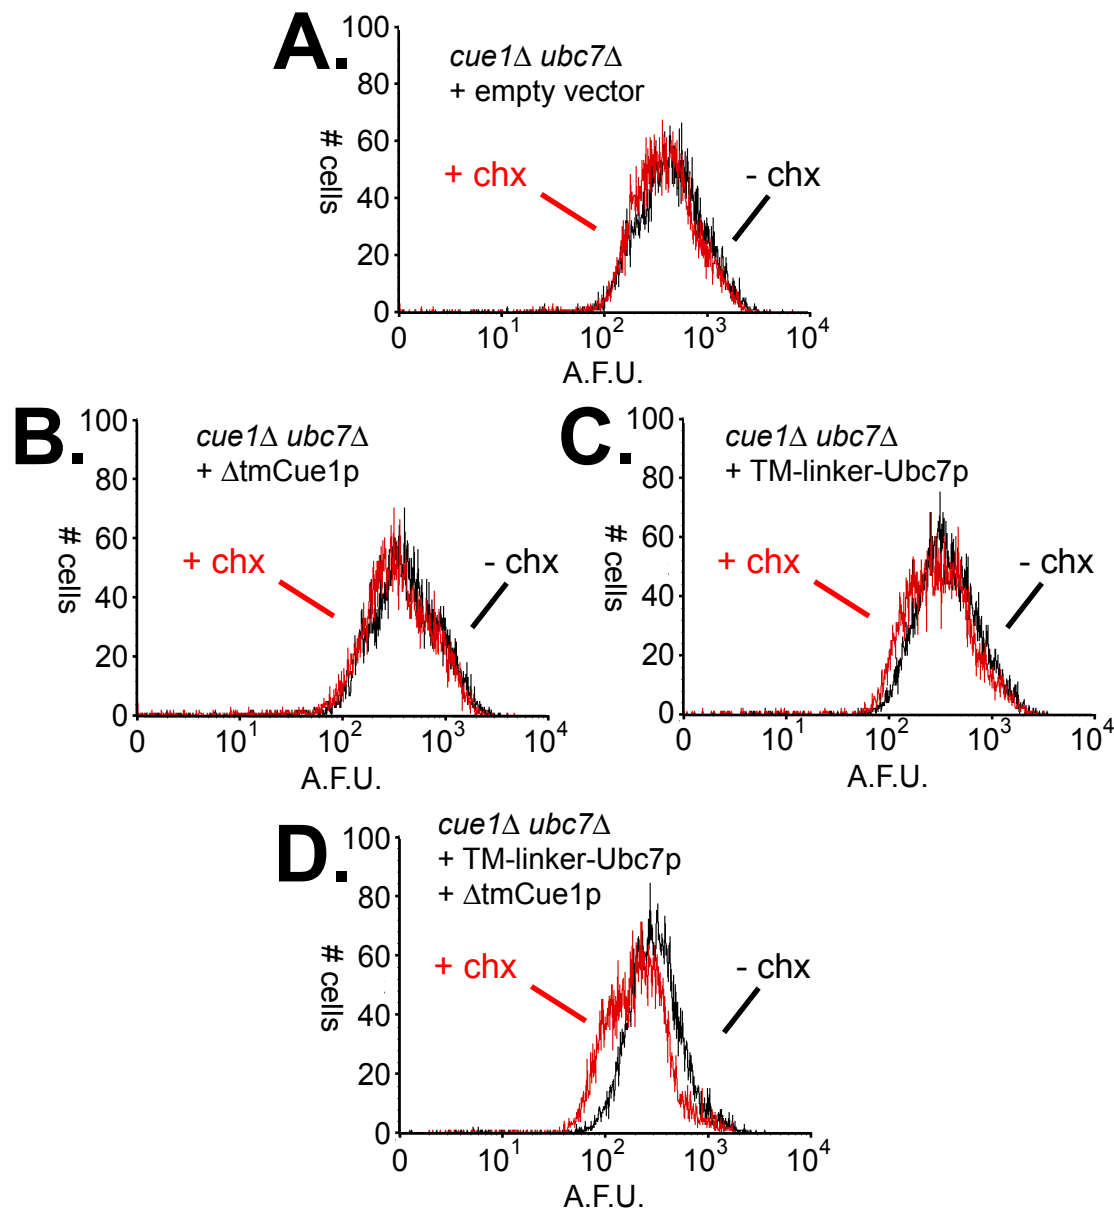 A.
cue1Δ ubc7Δ
+ empty vector
+ chx
- chx
# cells
100
80
60
40
20
0
0 10^1 10^2 10^3 10^4
A.F.U.
B.
cue1Δ ubc7Δ
+ ΔtmCue1p
+ chx
- chx
# cells
100
80
60
40
20
0
0 10^1 10^2 10^3 10^4
A.F.U.
C.
cue1Δ ubc7Δ
+ TM-linker-Ubc7p
+ chx
- chx
# cells
100
80
60
40
20
0
0 10^1 10^2 10^3 10^4
A.F.U.
D.
cue1Δ ubc7Δ
+ TM-linker-Ubc7p
+ ΔtmCue1p
+ chx
- chx
# cells
100
80
60
40
20
0
0 10^1 10^2 10^3 10^4
A.F.U.